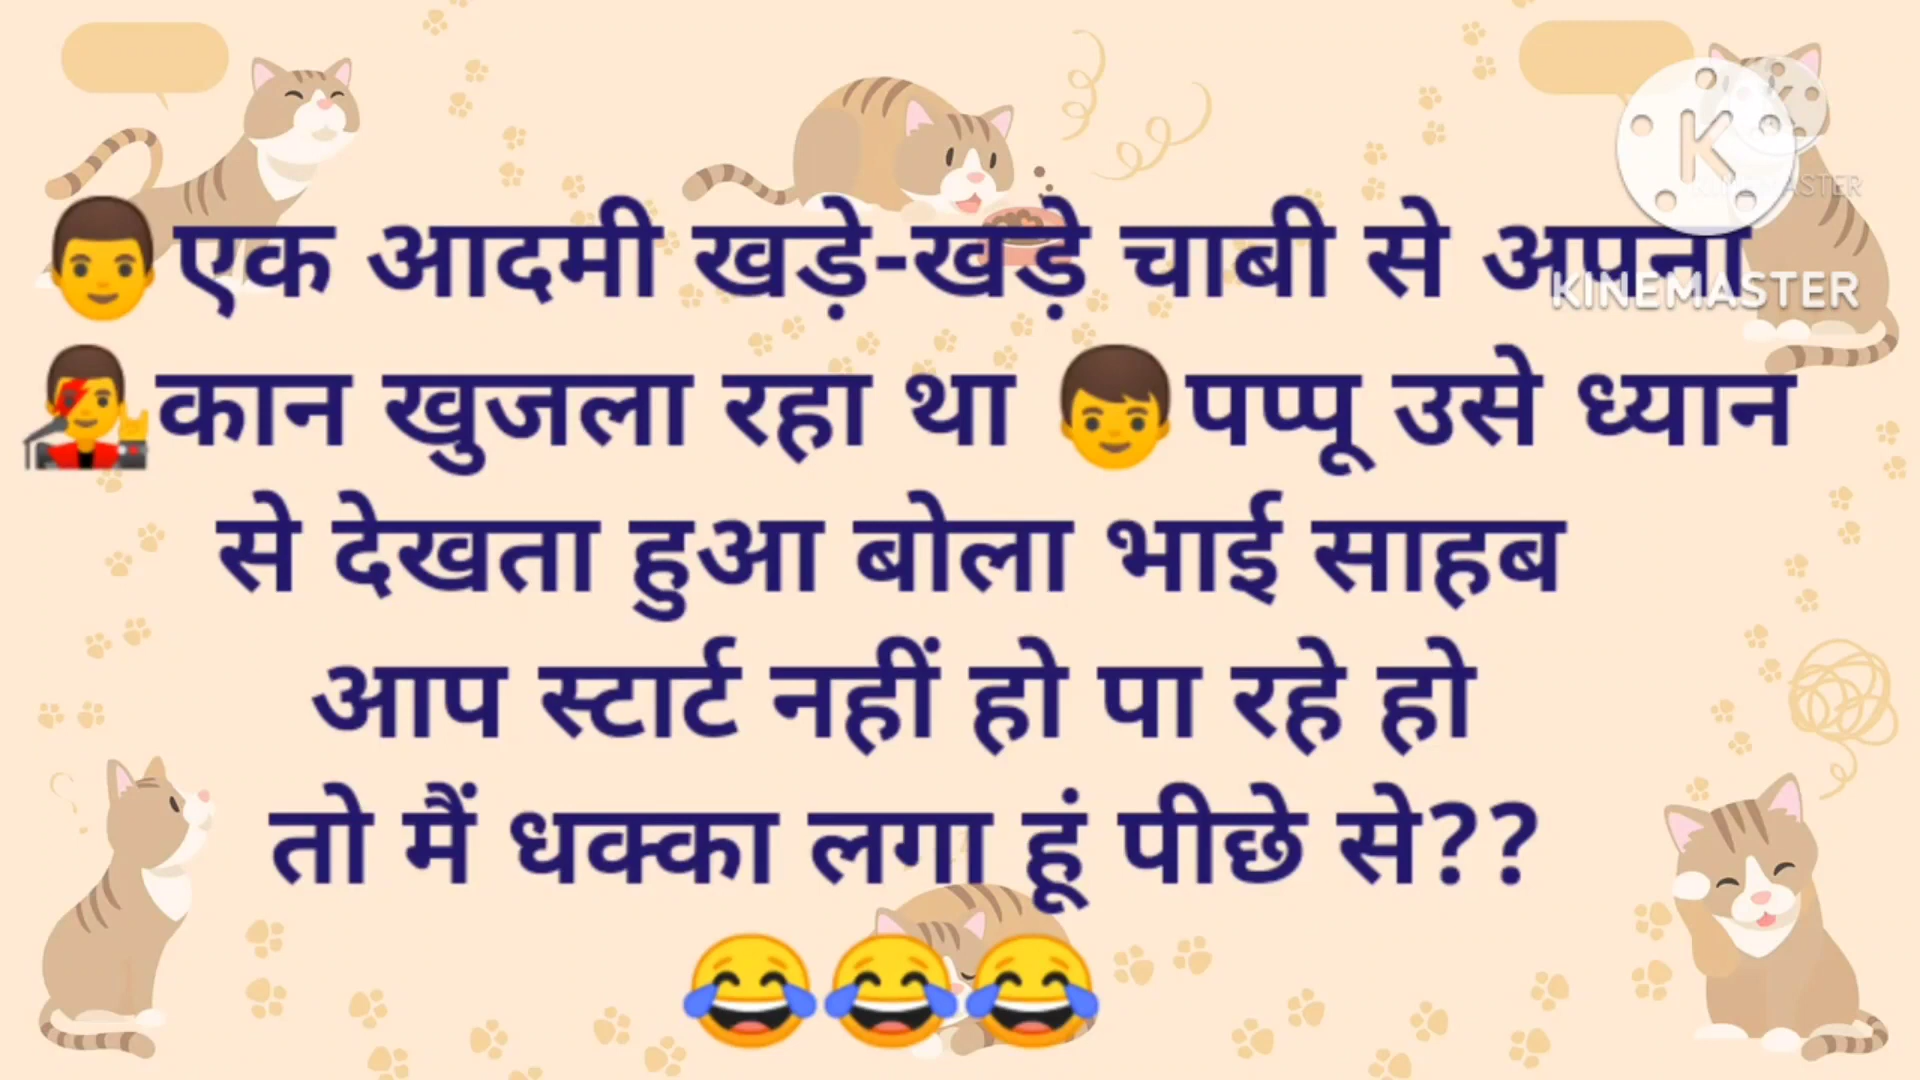 👨एक आदमी खड़े-खड़े चाबी से अपना
👨‍🎤कान खुजला रहा था 👦पप्पू उसे ध्यान
से देखता हुआ बोला भाई साहब
आप स्टार्ट नहीं हो पा रहे हो
तो मैं धक्का लगा हूं पीछे से??
😂😂😂
K
KINEMASTER